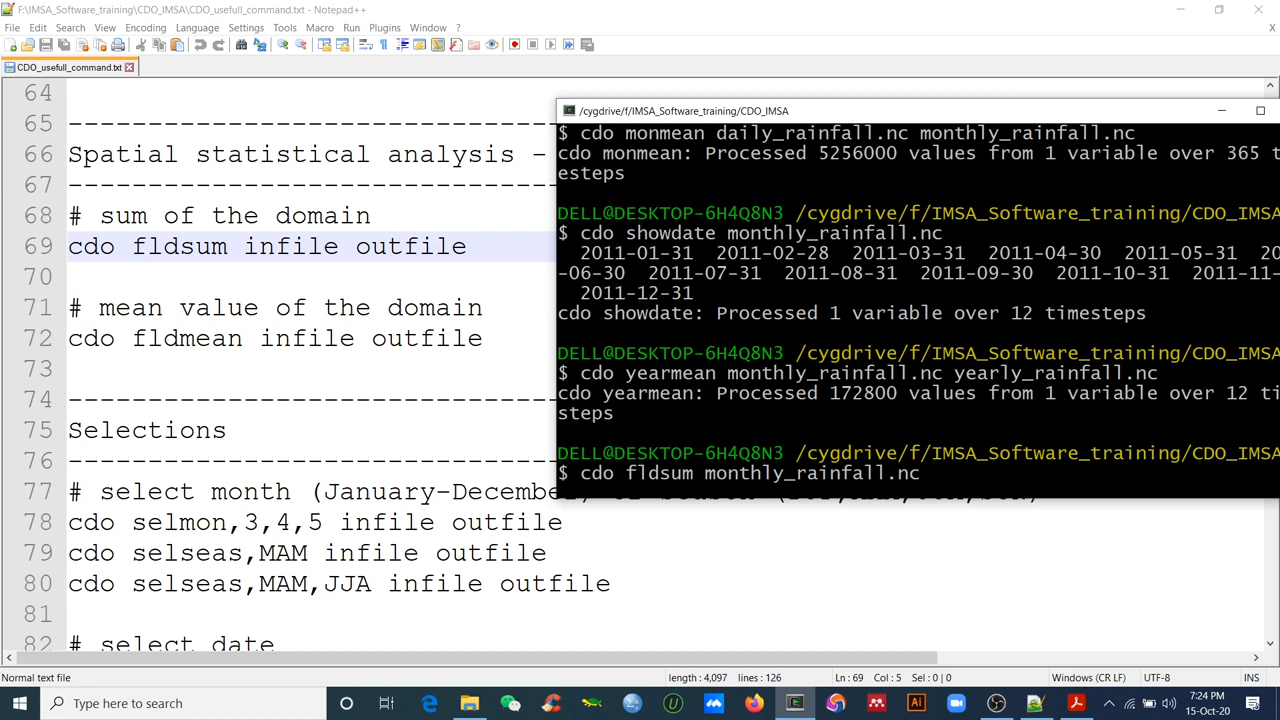 F:\IMSA_Software_training\CDO_IMSA\CDO_usefull_command.txt - Notepad++
File Edit Search View Encoding Language Settings Tools Macro Run Plugins Window ?
CDO_usefull_command.txt
64
65 ------------------------------
66 Spatial statistical analysis -
67 ------------------------------
68 # sum of the domain
69 cdo fldsum infile outfile
70
71 # mean value of the domain
72 cdo fldmean infile outfile
73
74 ------------------------------
75 Selections
76 ------------------------------
77 # select month (January-December)
78 cdo selmon,3,4,5 infile outfile
79 cdo selseas,MAM infile outfile
80 cdo selseas,MAM,JJA infile outfile
81
82 # select date
/cygdrive/f/IMSA_Software_training/CDO_IMSA
$ cdo monmean daily_rainfall.nc monthly_rainfall.nc
cdo monmean: Processed 5256000 values from 1 variable over 365 t
esteps
DELL@DESKTOP-6H4Q8N3 /cygdrive/f/IMSA_Software_training/CDO_IMSA
$ cdo showdate monthly_rainfall.nc
2011-01-31 2011-02-28 2011-03-31 2011-04-30 2011-05-31 20
-06-30 2011-07-31 2011-08-31 2011-09-30 2011-10-31 2011-11-
2011-12-31
cdo showdate: Processed 1 variable over 12 timesteps
DELL@DESKTOP-6H4Q8N3 /cygdrive/f/IMSA_Software_training/CDO_IMSA
$ cdo yearmean monthly_rainfall.nc yearly_rainfall.nc
cdo yearmean: Processed 172800 values from 1 variable over 12 ti
steps
DELL@DESKTOP-6H4Q8N3 /cygdrive/f/IMSA_Software_training/CDO_IMSA
$ cdo fldsum monthly_rainfall.nc
Normal text file length : 4,097 lines : 126 Ln : 69 Col : 5 Sel : 0 | 0 Windows (CR LF) UTF-8 INS
Type here to search
7:24 PM
15-Oct-20